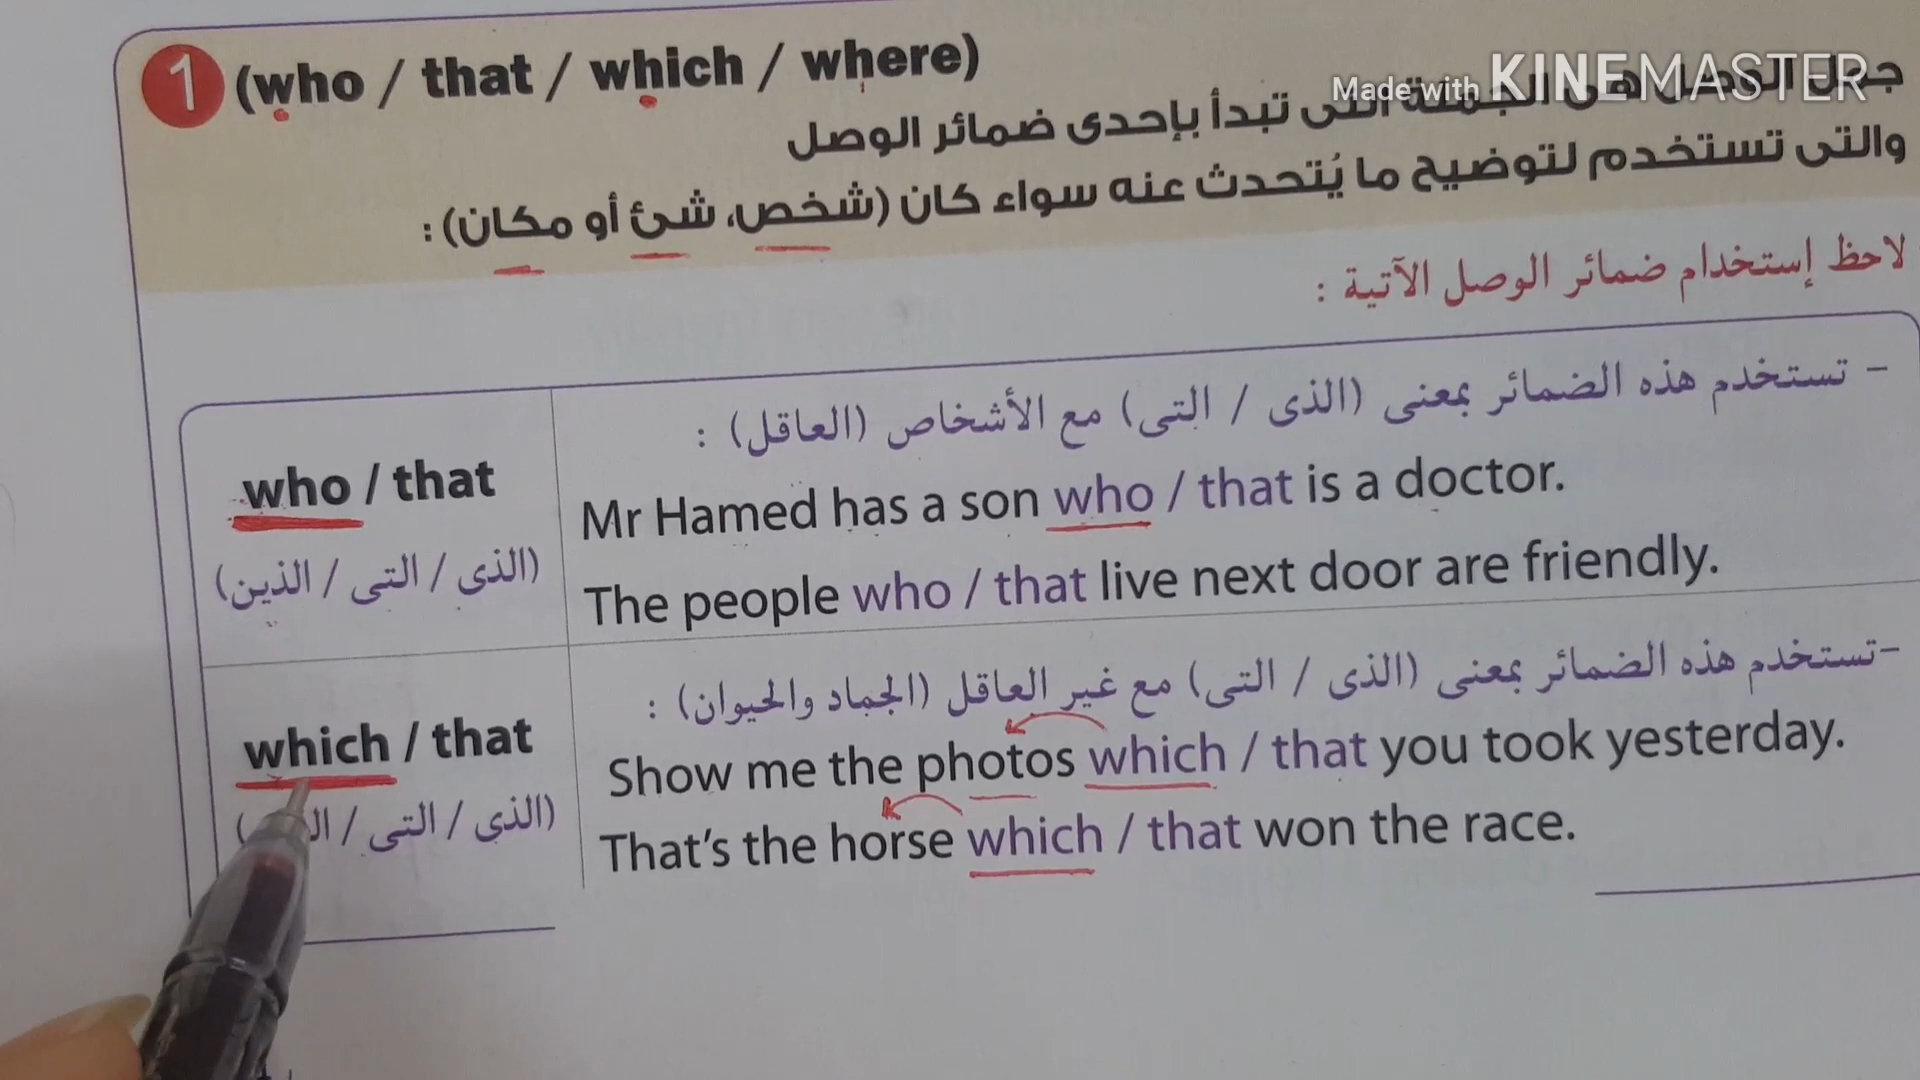 1 (who / that / which / where)
Made with KINEMASTER
جمل الوصل هى الجملة التى تبدأ بإحدى ضمائر الوصل
والتى تستخدم لتوضيح ما يُتحدث عنه سواء كان (شخص، شئ أو مكان) :
لاحظ إستخدام ضمائر الوصل الآتية :
who / that
(الذى / التى / الذين)
- تستخدم هذه الضمائر بمعنى (الذى / التى) مع الأشخاص (العاقل) :
Mr Hamed has a son who / that is a doctor.
The people who / that live next door are friendly.
which / that
(الذى / التى /
-تستخدم هذه الضمائر بمعنى (الذى / التى) مع غير العاقل (الجماد والحيوان) :
Show me the photos which / that you took yesterday.
That's the horse which / that won the race.